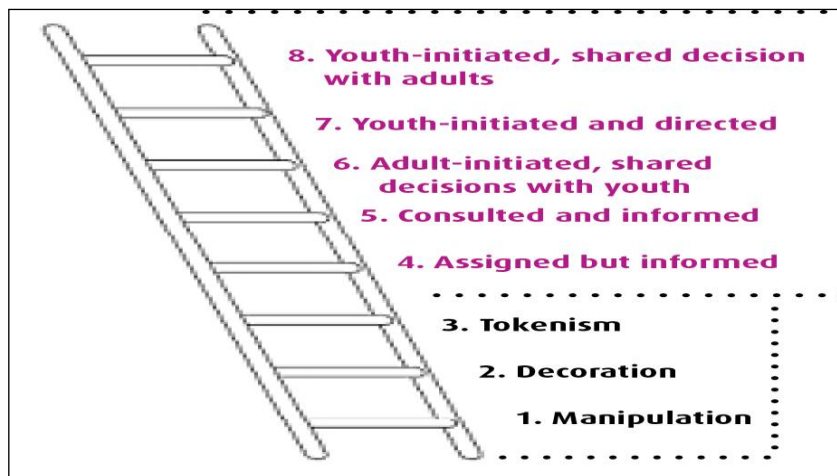 8. Youth-initiated, shared decision
with adults
7. Youth-initiated and directed
6. Adult-initiated, shared
decisions with youth
5. Consulted and informed
4. Assigned but informed
3. Tokenism
2. Decoration
1. Manipulation